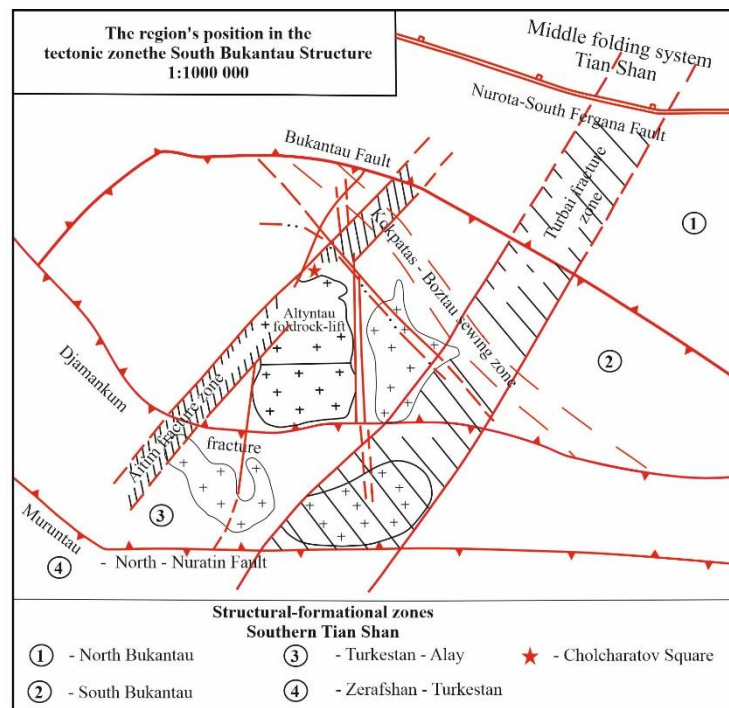 The region's position in the
tectonic zonethe South Bukantau Structure
1:1000 000
Middle folding system
Tian Shan
Nurota-South Fergana Fault
Bukantau Fault
Turbai fracture
zone
1
Kokpatas - Boztau sewing zone
Altyntau
foldrock-lift
2
Djamankum
fracture
Altim fracture zone
3
Muruntau
4 - North - Nuratin Fault
Structural-formational zones
Southern Tian Shan
1 - North Bukantau
3 - Turkestan - Alay
- Cholcharatov Square
2 - South Bukantau
4 - Zerafshan - Turkestan